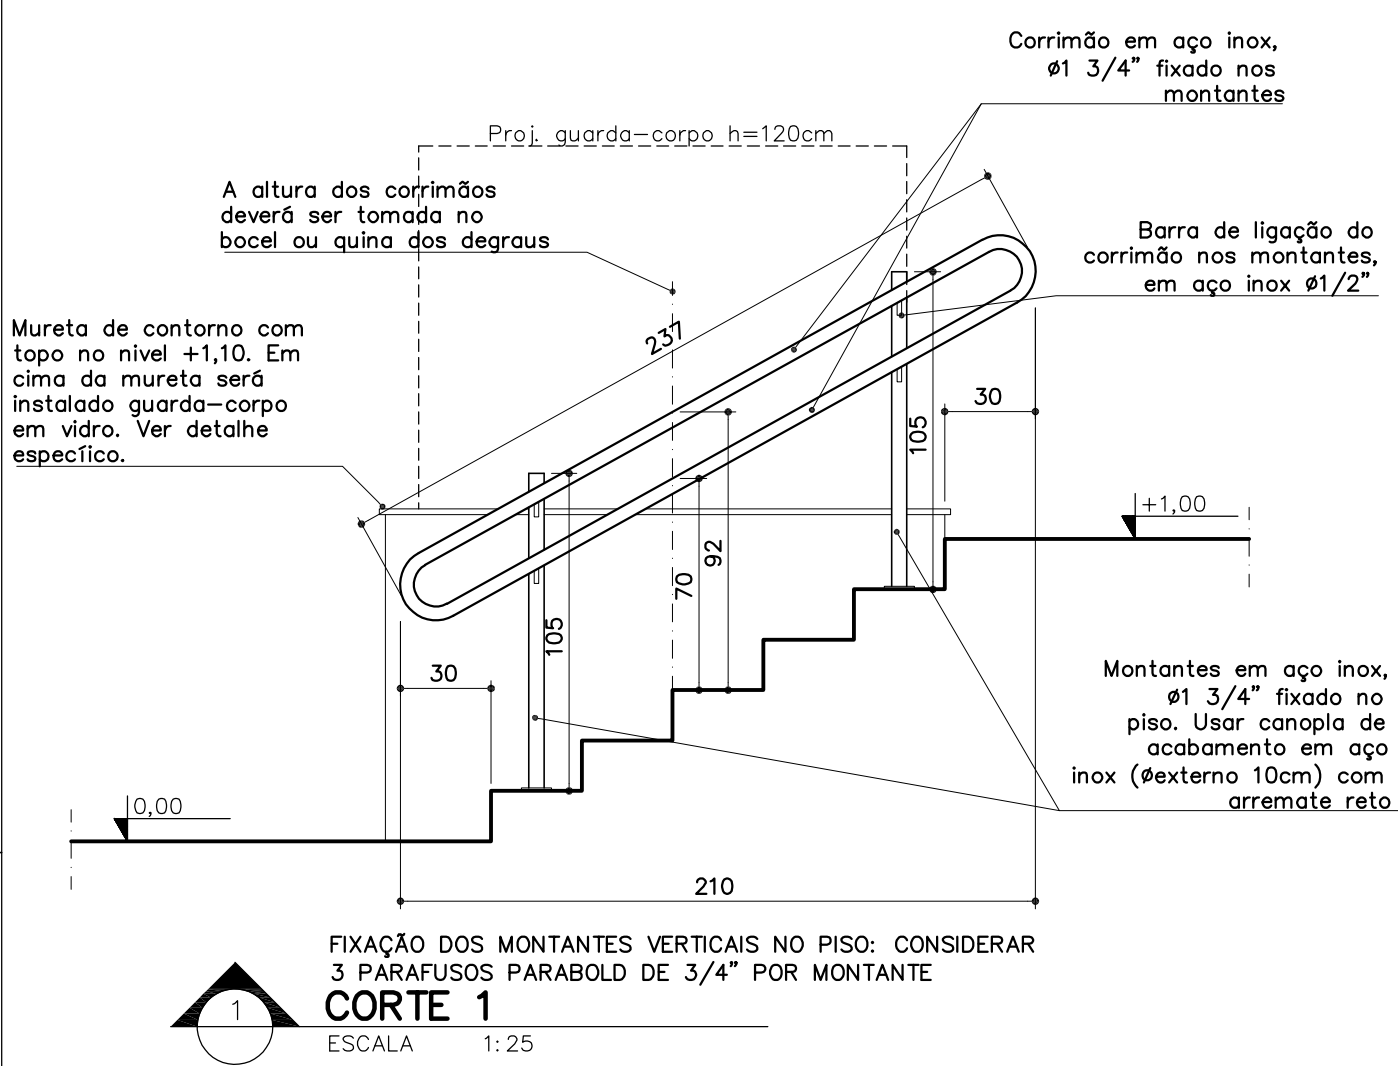 Corrimão em aço inox,
ø1 3/4” fixado nos
montantes
Proj. guarda-corpo h=120cm
A altura dos corrimãos
deverá ser tomada no
bocel ou quina dos degraus
Barra de ligação do
corrimão nos montantes,
em aço inox ø1/2”
Mureta de contorno com
topo no nivel +1,10. Em
cima da mureta será
instalado guarda-corpo
em vidro. Ver detalhe
específico.
237
30
105
+1,00
92
70
105
30
Montantes em aço inox,
ø1 3/4” fixado no
piso. Usar canopla de
acabamento em aço
inox (øexterno 10cm) com
arremate reto
0,00
210
FIXAÇÃO DOS MONTANTES VERTICAIS NO PISO: CONSIDERAR
3 PARAFUSOS PARABOLD DE 3/4” POR MONTANTE
1
CORTE 1
ESCALA 1:25